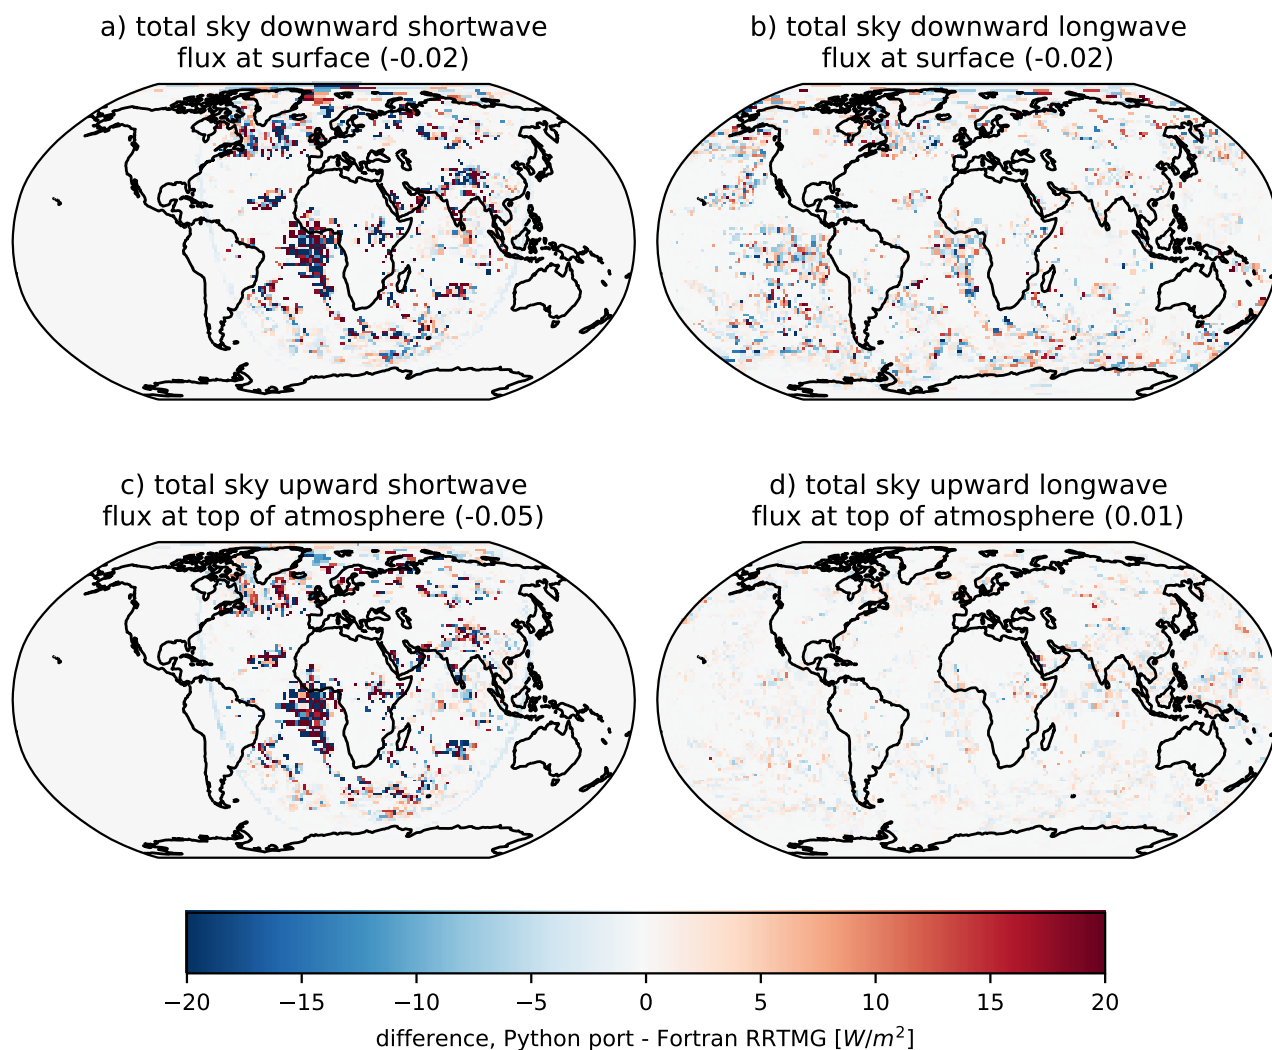 a) total sky downward shortwave
flux at surface (-0.02)
b) total sky downward longwave
flux at surface (-0.02)
c) total sky upward shortwave
flux at top of atmosphere (-0.05)
d) total sky upward longwave
flux at top of atmosphere (0.01)
−20 −15 −10 −5 0 5 10 15 20
difference, Python port - Fortran RRTMG [W/m²]